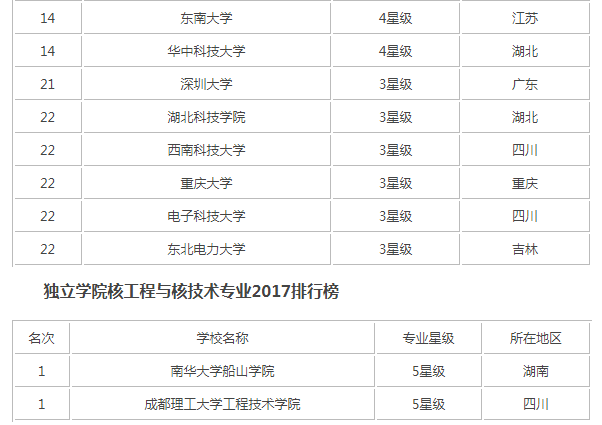 14 东南大学 4星级 江苏
14 华中科技大学 4星级 湖北
21 深圳大学 3星级 广东
22 湖北科技学院 3星级 湖北
22 西南科技大学 3星级 四川
22 重庆大学 3星级 重庆
22 电子科技大学 3星级 四川
22 东北电力大学 3星级 吉林
独立学院核工程与核技术专业2017排行榜
名次 学校名称 专业星级 所在地区
1 南华大学船山学院 5星级 湖南
1 成都理工大学工程技术学院 5星级 四川